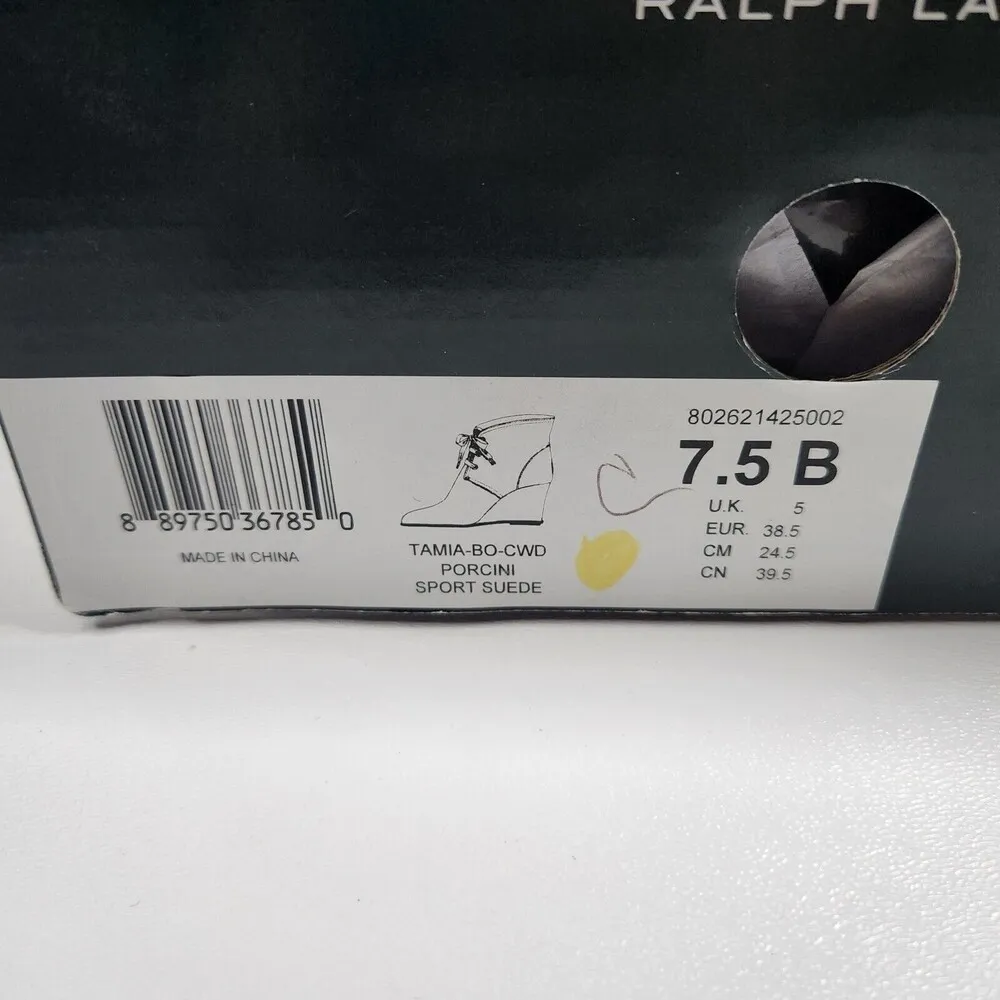 RALPH LA
8 89750 36785 0
MADE IN CHINA
TAMIA-BO-CWD
PORCINI
SPORT SUEDE
802621425002
7.5 B
U.K. 5
EUR. 38.5
CM 24.5
CN 39.5